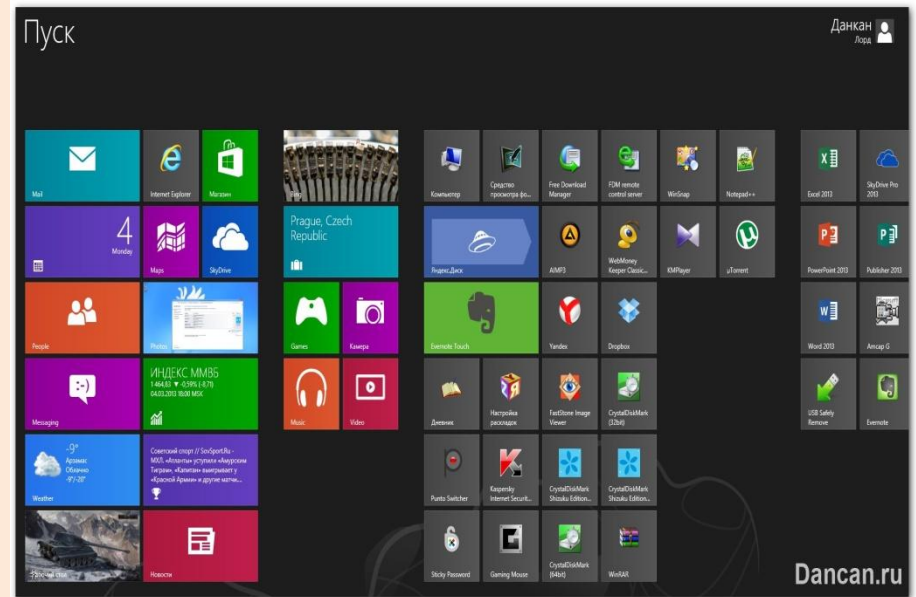 Пуск
Данкан
Лорд
Mail
Internet Explorer
Магазин
4
Monday
Maps
SkyDrive
People
Photos
Messaging
ИНДЕКС ММВБ
1 464,63 ▼ -0,59% (-8,71)
04.03.2013 18:00 MSK
-9°
Арзамас
Облачно
-9°/-20°
Weather
Советский спорт // SovSport.Ru -
МХЛ. «Атланты» уступили «Амурским
Тиграм», «Капитан» выигрывает у
«Красной Армии» и другие матчи...
Рабочий стол
Новости
Bing
Prague, Czech
Republic
Games
Камера
Music
Video
Компьютер
Средство
просмотра фо...
Free Download
Manager
FDM remote
control server
WinSnap
Notepad++
Яндекс.Диск
AIMP3
WebMoney
Keeper Classic...
KMPlayer
µTorrent
Evernote Touch
Yandex
Dropbox
Дневник
Настройка
раскладок
FastStone Image
Viewer
CrystalDiskMark
(32bit)
Punto Switcher
Kaspersky
Internet Securit...
CrystalDiskMark
Shizuku Edition...
CrystalDiskMark
Shizuku Edition...
Sticky Password
Gaming Mouse
CrystalDiskMark
(64bit)
WinRAR
Excel 2013
SkyDrive Pro
2013
PowerPoint 2013
Publisher 2013
Word 2013
Amcap G
USB Safely
Remove
Evernote
Dancan.ru